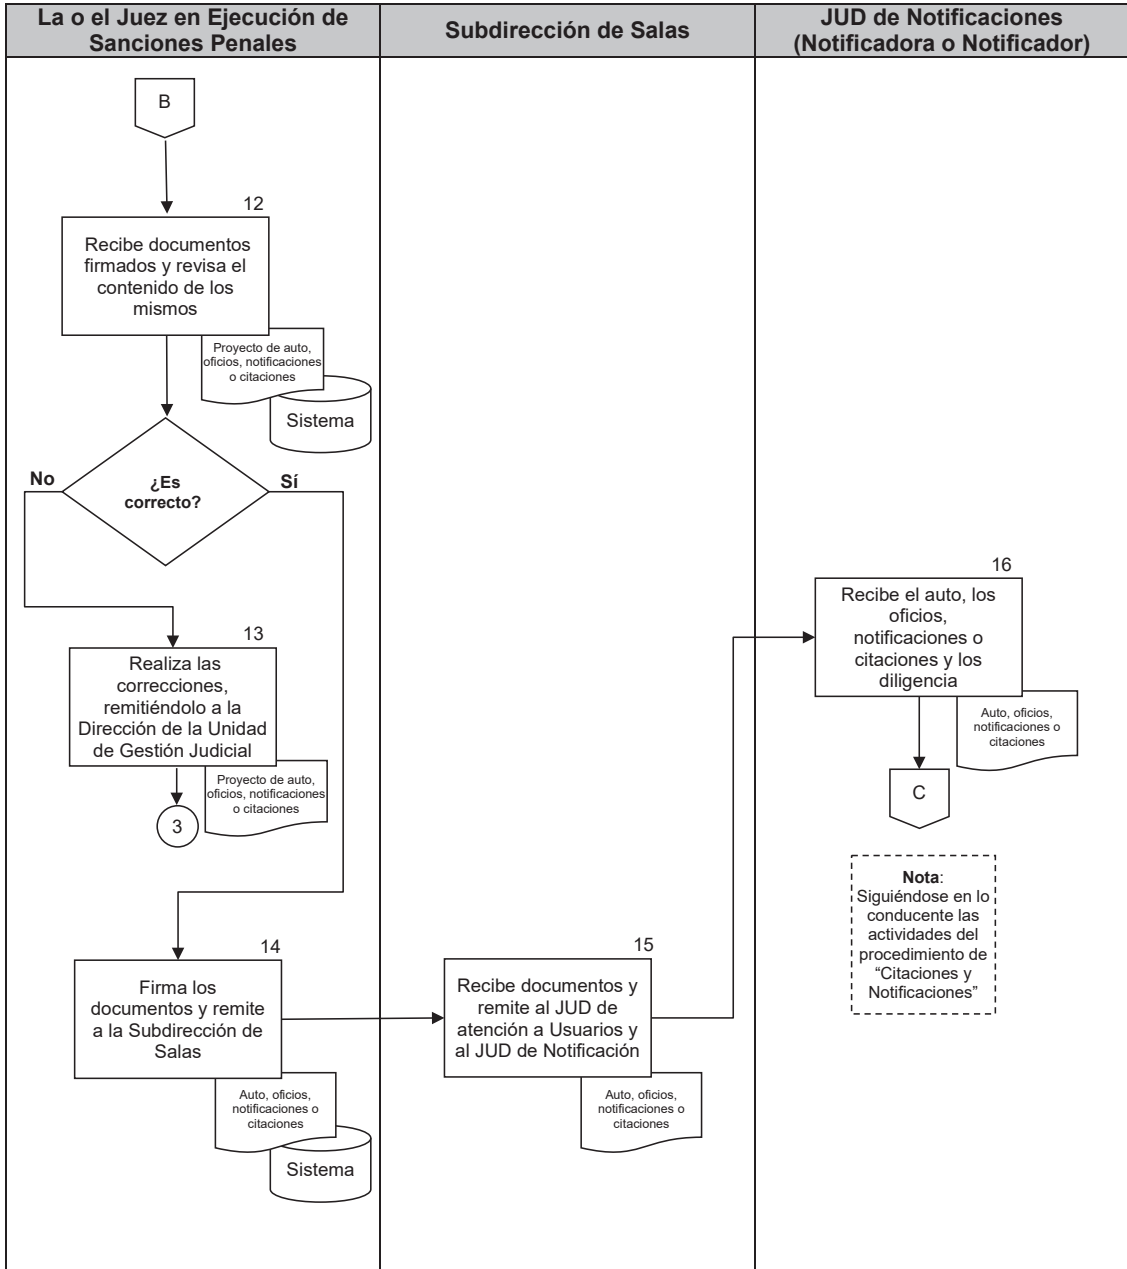 La o el Juez en Ejecución de
Sanciones Penales
Subdirección de Salas
JUD de Notificaciones
(Notificadora o Notificador)
B
12
Recibe documentos
firmados y revisa el
contenido de los
mismos
Proyecto de auto,
oficios, notificaciones
o citaciones
Sistema
No
¿Es
correcto?
Sí
13
Realiza las
correcciones,
remitiéndolo a la
Dirección de la Unidad
de Gestión Judicial
Proyecto de auto,
oficios, notificaciones
o citaciones
3
14
Firma los
documentos y remite
a la Subdirección de
Salas
Auto, oficios,
notificaciones o
citaciones
Sistema
15
Recibe documentos y
remite al JUD de
atención a Usuarios y
al JUD de Notificación
Auto, oficios,
notificaciones o
citaciones
16
Recibe el auto, los
oficios,
notificaciones o
citaciones y los
diligencia
Auto, oficios,
notificaciones o
citaciones
C
Nota:
Siguiéndose en lo
conducente las
actividades del
procedimiento de
“Citaciones y
Notificaciones”